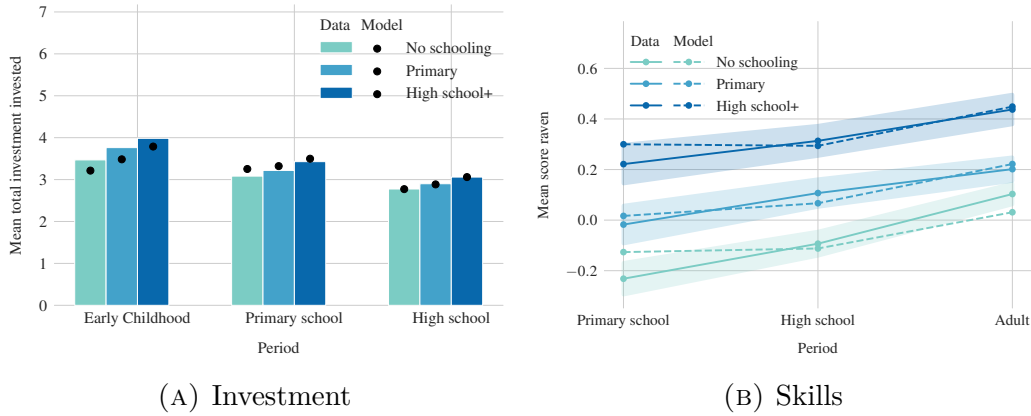 7
6
5
4
3
2
1
0
Mean total investment invested
Data Model
No schooling
Primary
High school+
Early Childhood Primary school High school
Period
(A) Investment
0.6
0.4
0.2
0.0
−0.2
Mean score raven
Data Model
No schooling
Primary
High school+
Primary school High school Adult
Period
(B) Skills